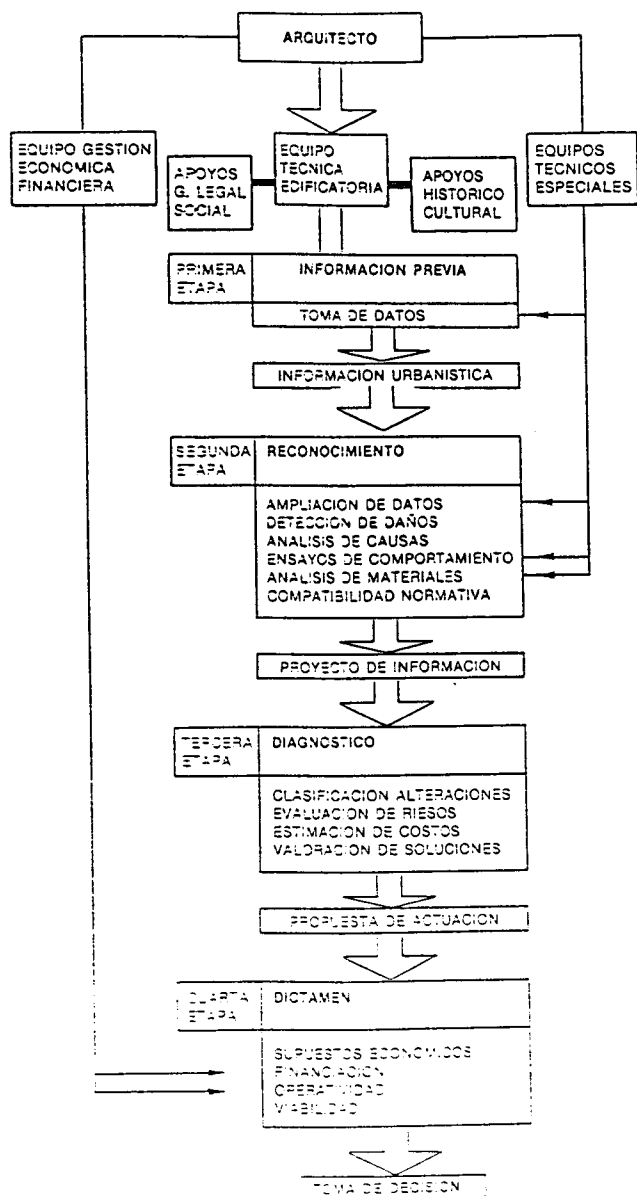 ARQUITECTO
EQUIPO GESTION
ECONOMICA
FINANCIERA
APOYOS
G. LEGAL
SOCIAL
EQUIPO
TECNICA
EDIFICATORIA
APOYOS
HISTORICO
CULTURAL
EQUIPOS
TECNICOS
ESPECIALES
PRIMERA
ETAPA
INFORMACION PREVIA
TOMA DE DATOS
INFORMACION URBANISTICA
SEGUNDA
ETAPA
RECONOCIMIENTO
AMPLIACION DE DATOS
DETECCION DE DAÑOS
ANALISIS DE CAUSAS
ENSAYOS DE COMPORTAMIENTO
ANALISIS DE MATERIALES
COMPATIBILIDAD NORMATIVA
PROYECTO DE INFORMACION
TERCERA
ETAPA
DIAGNOSTICO
CLASIFICACION ALTERACIONES
EVALUACION DE RIESOS
ESTIMACION DE COSTOS
VALORACION DE SOLUCIONES
PROPUESTA DE ACTUACION
CUARTA
ETAPA
DICTAMEN
SUPUESTOS ECONOMICOS
FINANCIACION
OPERATIVIDAD
VIABILIDAD
TOMA DE DECISION